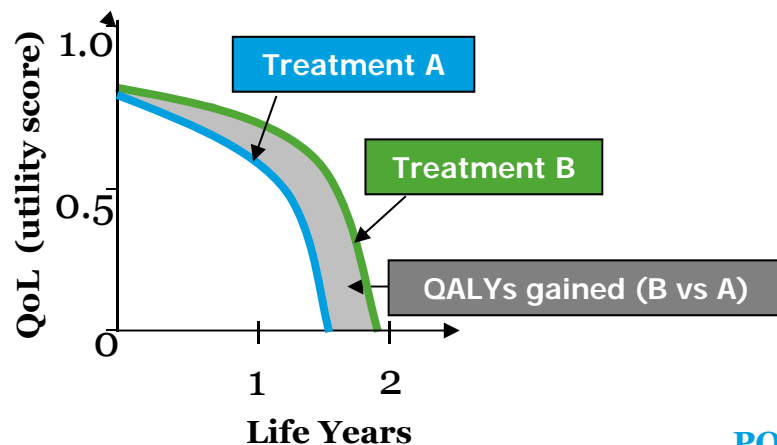 QoL (utility score)
1.0
0.5
0
Treatment A
Treatment B
QALYs gained (B vs A)
1
2
Life Years